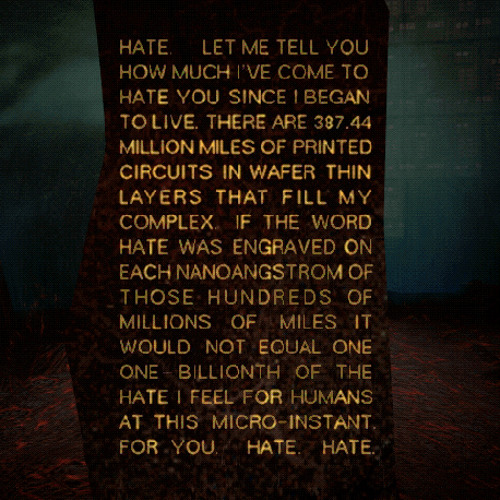 HATE. LET ME TELL YOU
HOW MUCH I'VE COME TO
HATE YOU SINCE I BEGAN
TO LIVE. THERE ARE 387.44
MILLION MILES OF PRINTED
CIRCUITS IN WAFER THIN
LAYERS THAT FILL MY
COMPLEX. IF THE WORD
HATE WAS ENGRAVED ON
EACH NANOANGSTROM OF
THOSE HUNDREDS OF
MILLIONS OF MILES IT
WOULD NOT EQUAL ONE
ONE-BILLIONTH OF THE
HATE I FEEL FOR HUMANS
AT THIS MICRO-INSTANT.
FOR YOU. HATE. HATE.